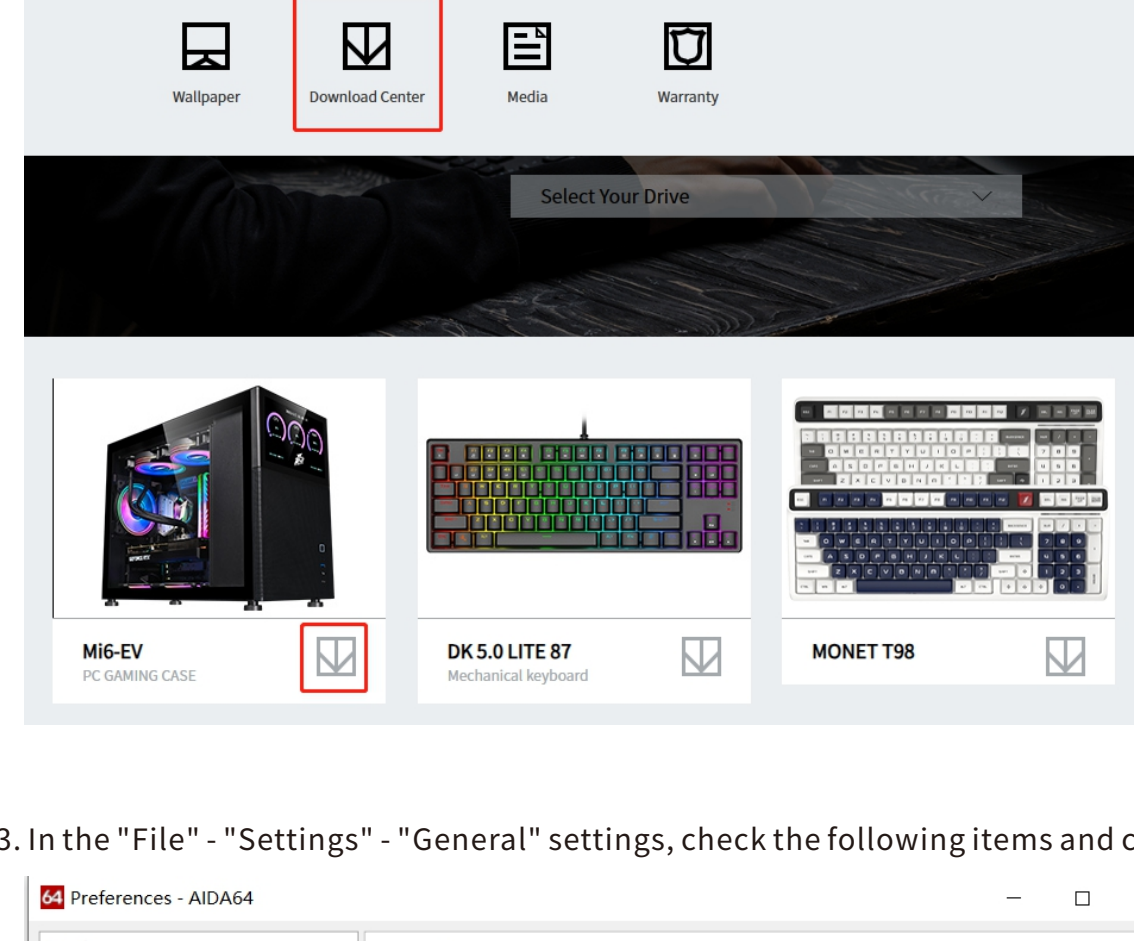 Wallpaper
Download Center
Media
Warranty
Select Your Drive
Mi6-EV
PC GAMING CASE
DK 5.0 LITE 87
Mechanical keyboard
MONET T98
3. In the "File" - "Settings" - "General" settings, check the following items and
64 Preferences - AIDA64